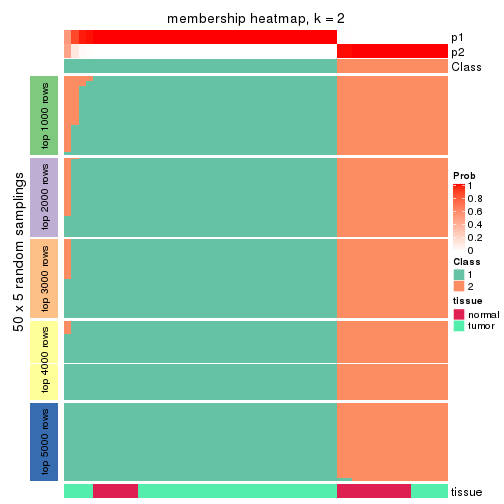 membership heatmap, k = 2
p1
p2
Class
50 x 5 random samplings
top 1000 rows
top 2000 rows
top 3000 rows
top 4000 rows
top 5000 rows
Prob
1
0.8
0.6
0.4
0.2
0
Class
1
2
tissue
normal
tumor
tissue